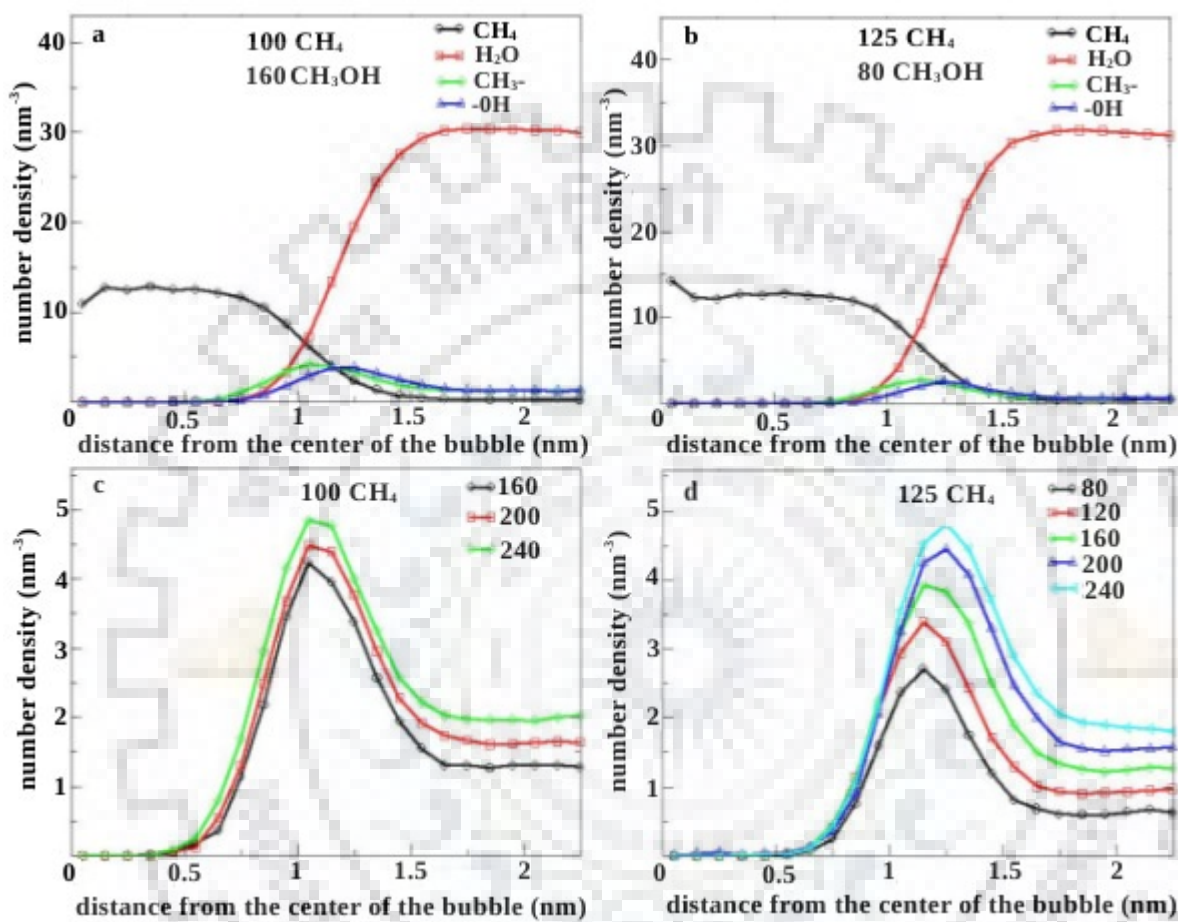 a
100 CH₄
160 CH₃OH
CH₄
H₂O
CH₃-
-0H
number density (nm⁻³)
40
30
20
10
0 0.5 1 1.5 2
distance from the center of the bubble (nm)
b
125 CH₄
80 CH₃OH
CH₄
H₂O
CH₃-
-0H
number density (nm⁻³)
40
30
20
10
0 0.5 1 1.5 2
distance from the center of the bubble (nm)
c
100 CH₄
160
200
240
number density (nm⁻³)
5
4
3
2
1
0 0.5 1 1.5 2
distance from the center of the bubble (nm)
d
125 CH₄
80
120
160
200
240
number density (nm⁻³)
5
4
3
2
1
0 0.5 1 1.5 2
distance from the center of the bubble (nm)